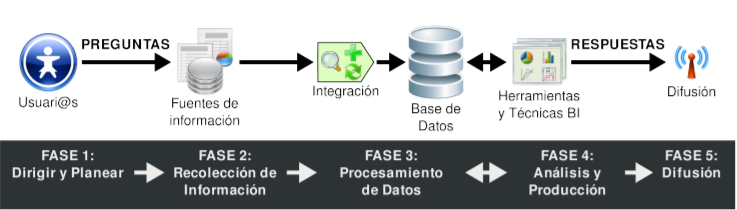 PREGUNTAS
RESPUESTAS
Usuari@s
Fuentes de
información
Integración
Base de
Datos
Herramientas
y Técnicas BI
Difusión
FASE 1:
Dirigir y Planear
FASE 2:
Recolección de
Información
FASE 3:
Procesamiento
de Datos
FASE 4:
Análisis y
Producción
FASE 5:
Difusión